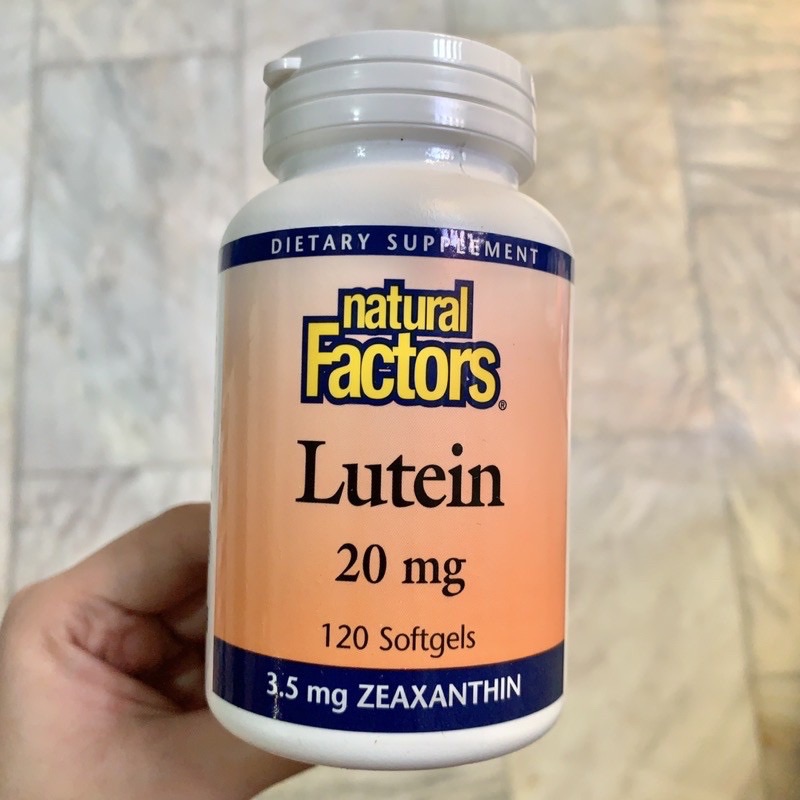 DIETARY SUPPLEMENT
natural
Factors®
Lutein
20 mg
120 Softgels
3.5 mg ZEAXANTHIN